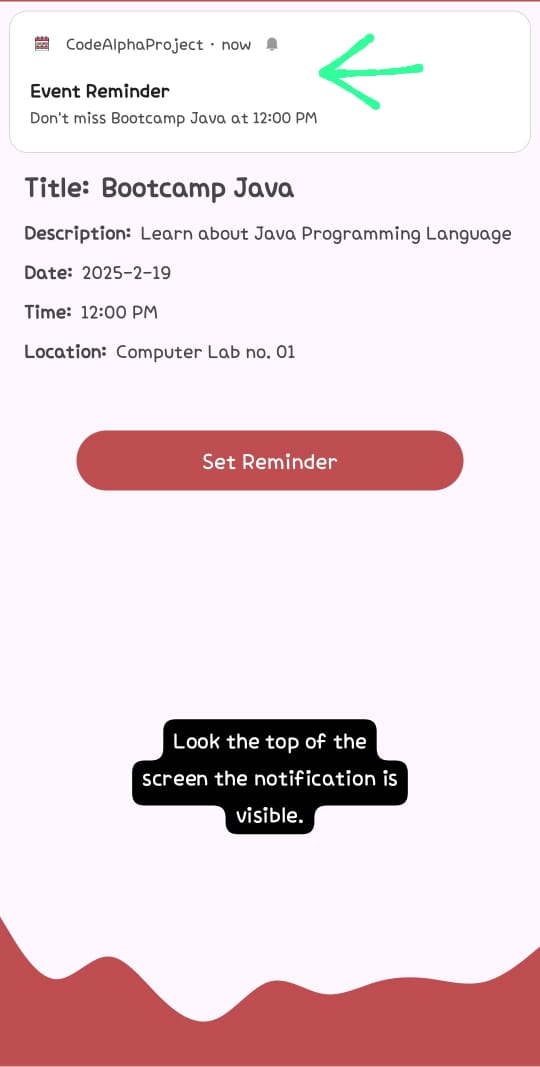 CodeAlphaProject · now
Event Reminder
Don't miss Bootcamp Java at 12:00 PM
Title: Bootcamp Java
Description: Learn about Java Programming Language
Date: 2025-2-19
Time: 12:00 PM
Location: Computer Lab no. 01
Set Reminder
Look the top of the
screen the notification is
visible.